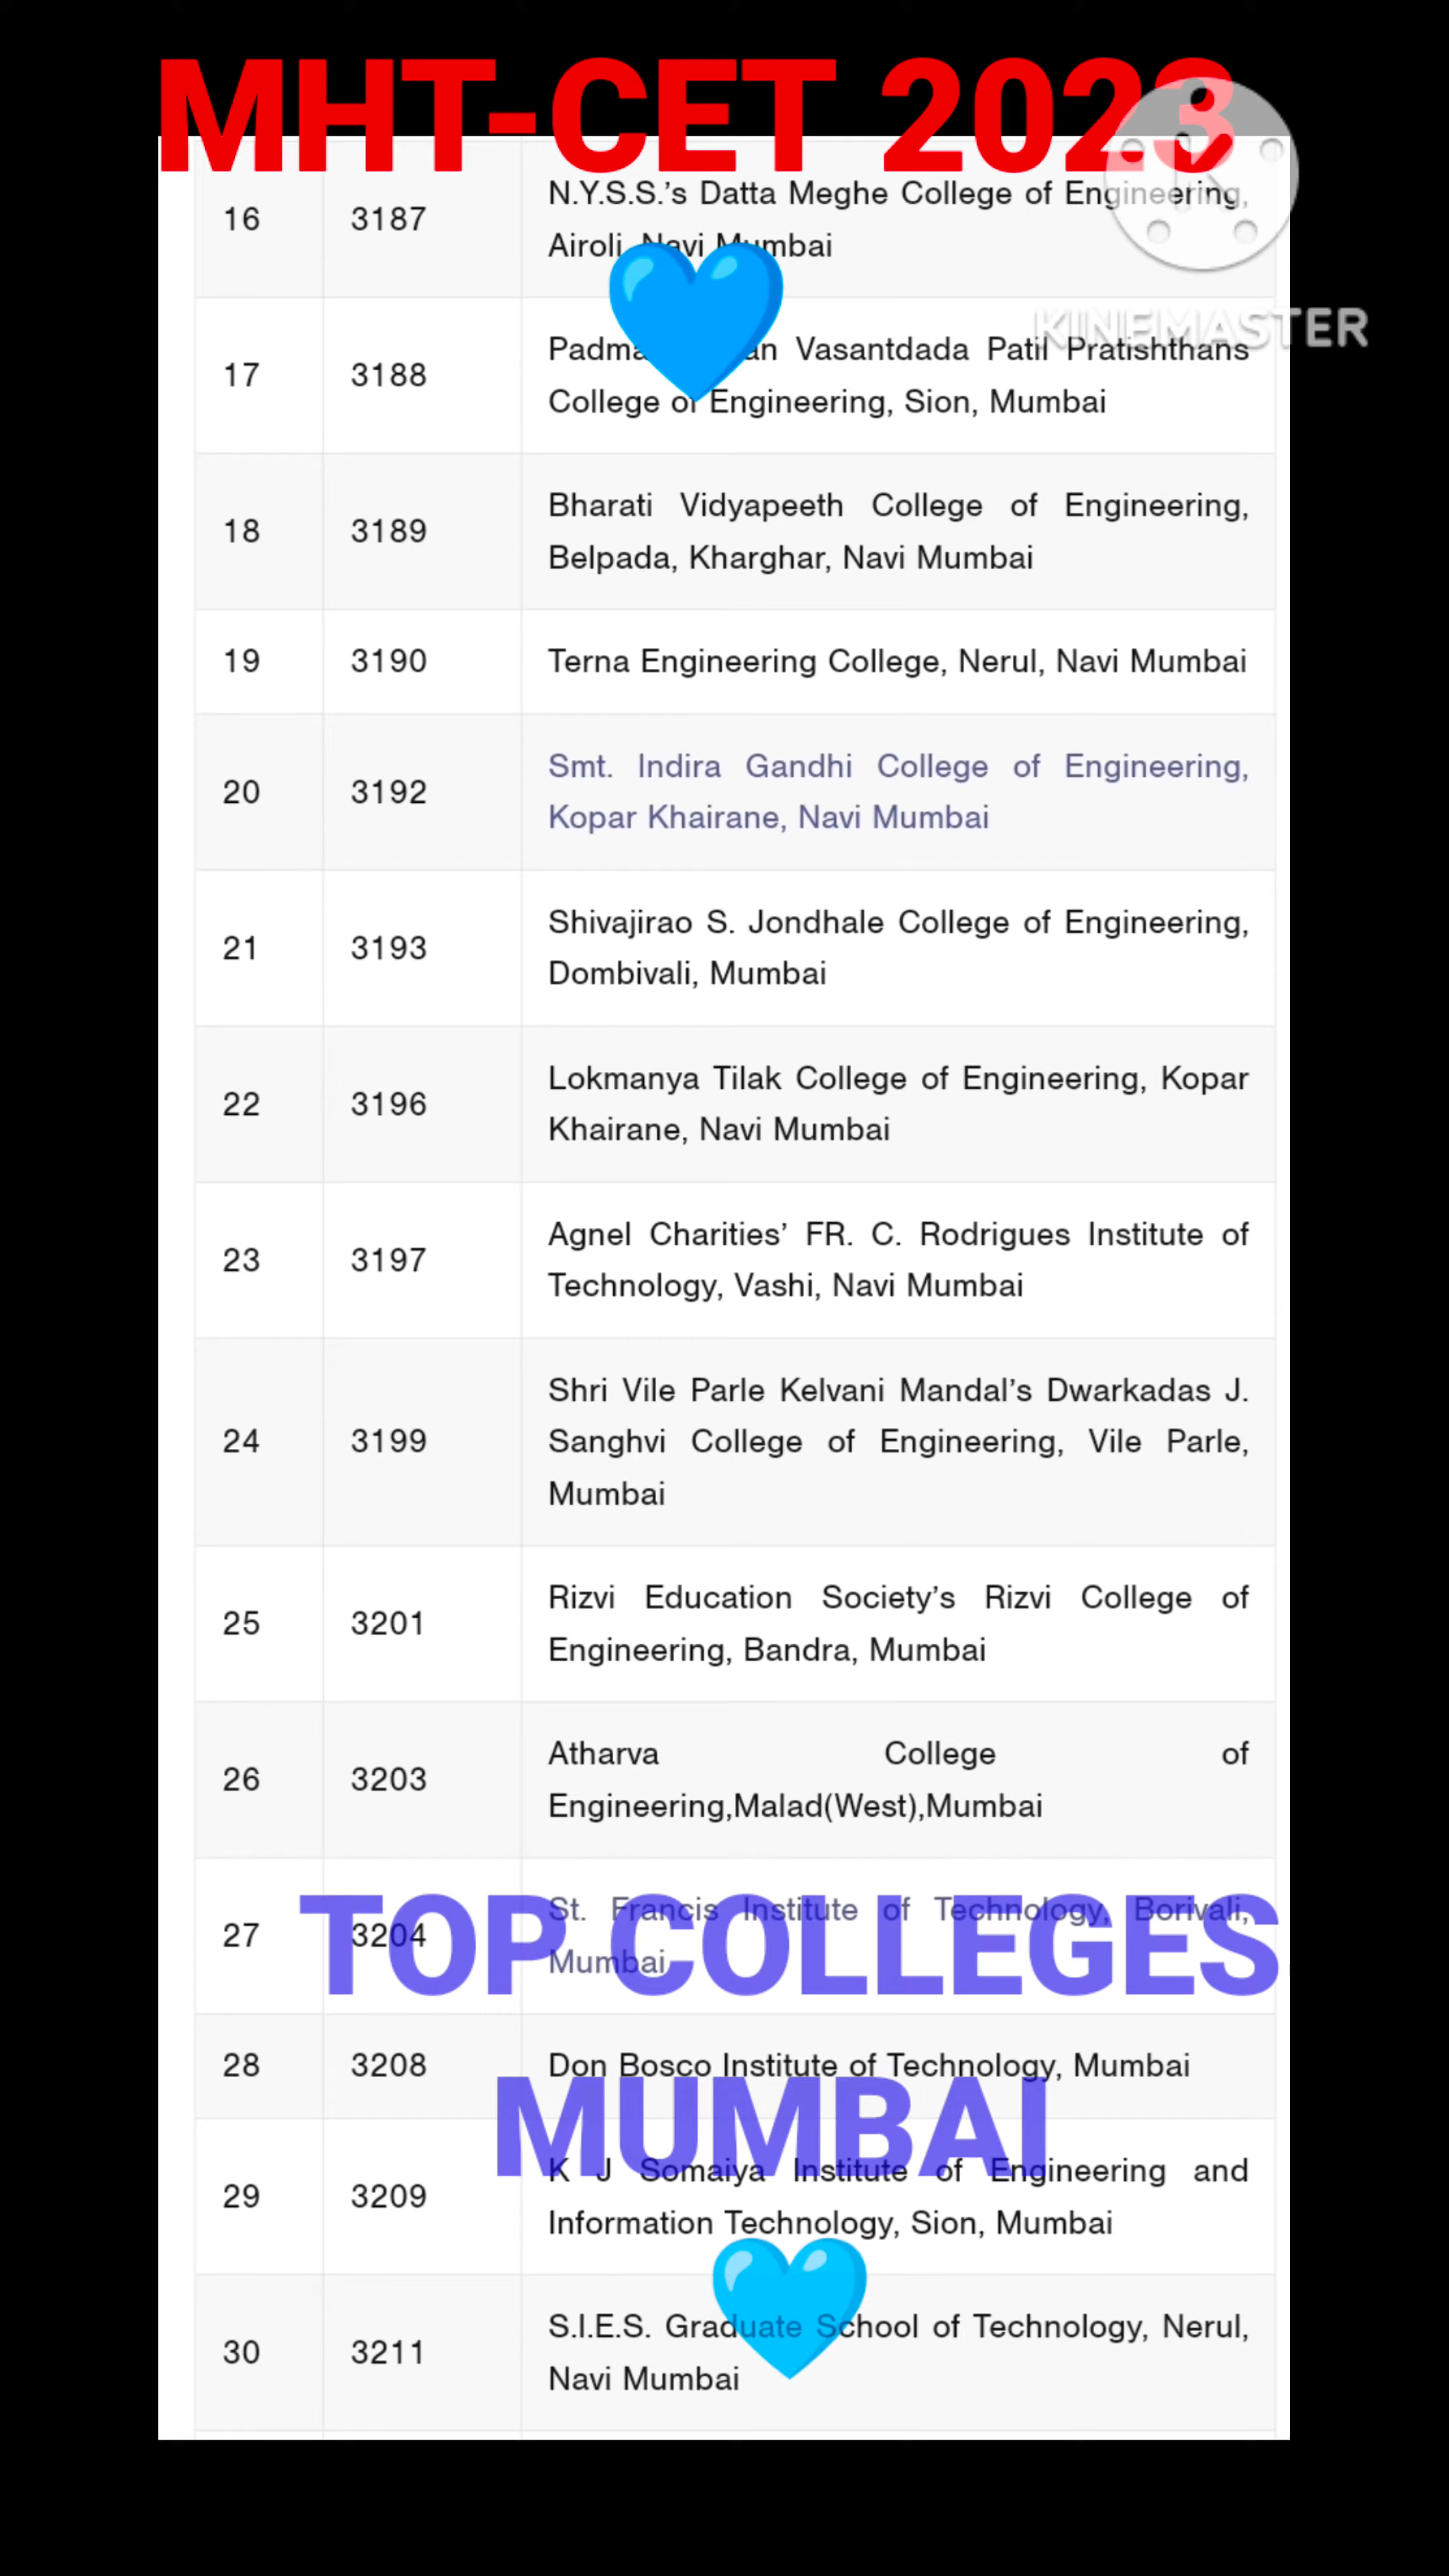 MHT-CET 2023
16 3187 N.Y.S.S.’s Datta Meghe College of Engineering,
Airoli, Navi Mumbai
KINEMASTER
17 3188 Vasantdada Patil Pratishthans
College of Engineering, Sion, Mumbai
18 3189 Bharati Vidyapeeth College of Engineering,
Belpada, Kharghar, Navi Mumbai
19 3190 Terna Engineering College, Nerul, Navi Mumbai
20 3192 Smt. Indira Gandhi College of Engineering,
Kopar Khairane, Navi Mumbai
21 3193 Shivajirao S. Jondhale College of Engineering,
Dombivali, Mumbai
22 3196 Lokmanya Tilak College of Engineering, Kopar
Khairane, Navi Mumbai
23 3197 Agnel Charities’ FR. C. Rodrigues Institute of
Technology, Vashi, Navi Mumbai
24 3199 Shri Vile Parle Kelvani Mandal’s Dwarkadas J.
Sanghvi College of Engineering, Vile Parle,
Mumbai
25 3201 Rizvi Education Society’s Rizvi College of
Engineering, Bandra, Mumbai
26 3203 Atharva College of
Engineering,Malad(West),Mumbai
27 3204 St. Francis Institute of Technology, Borivali,
Mumbai
TOP COLLEGES
28 3208 Don Bosco Institute of Technology, Mumbai
MUMBAI
29 3209 K J Somaiya Institute of Engineering and
Information Technology, Sion, Mumbai
30 3211 S.I.E.S. Graduate School of Technology, Nerul,
Navi Mumbai